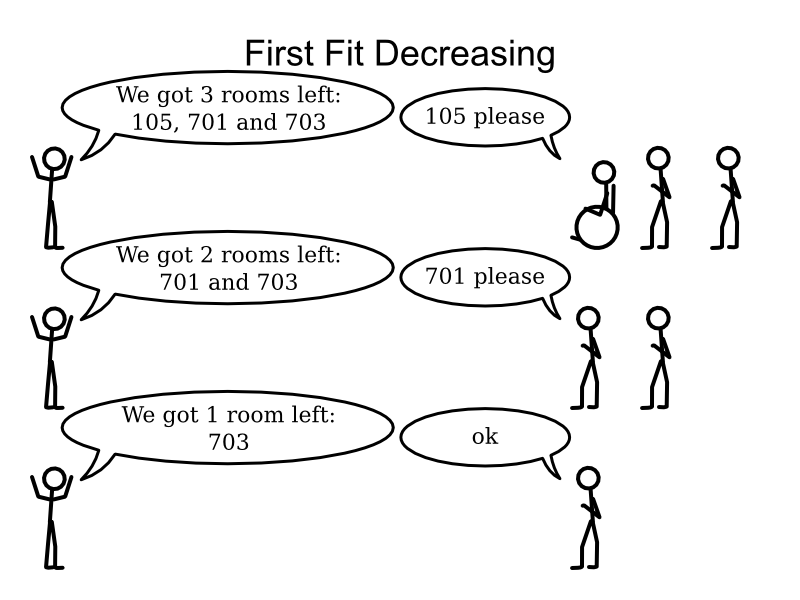 First Fit Decreasing
We got 3 rooms left:
105, 701 and 703
105 please
We got 2 rooms left:
701 and 703
701 please
We got 1 room left:
703
ok